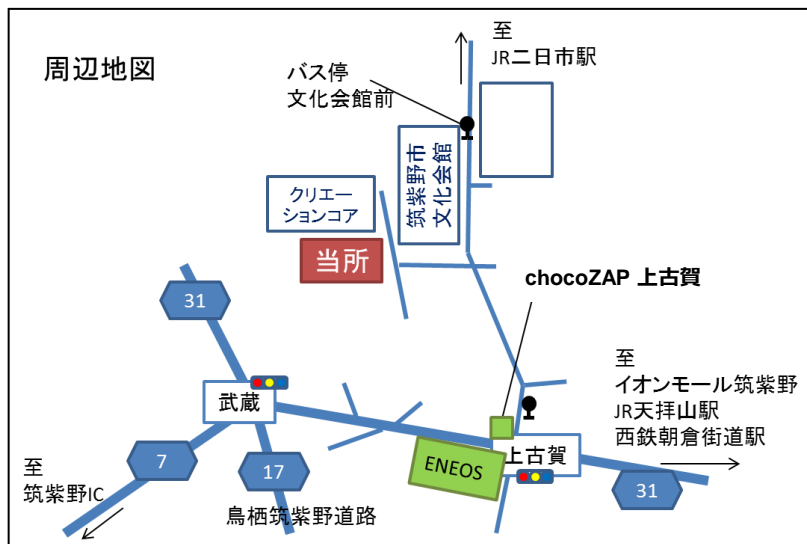 周辺地図
至
JR二日市駅
バス停
文化会館前
筑紫野市
文化会館
クリエー
ションコア
当所
chocoZAP 上古賀
31
武蔵
至
イオンモール筑紫野
JR天拝山駅
西鉄朝倉街道駅
上古賀
ENEOS
7
17
31
至
筑紫野IC
鳥栖筑紫野道路